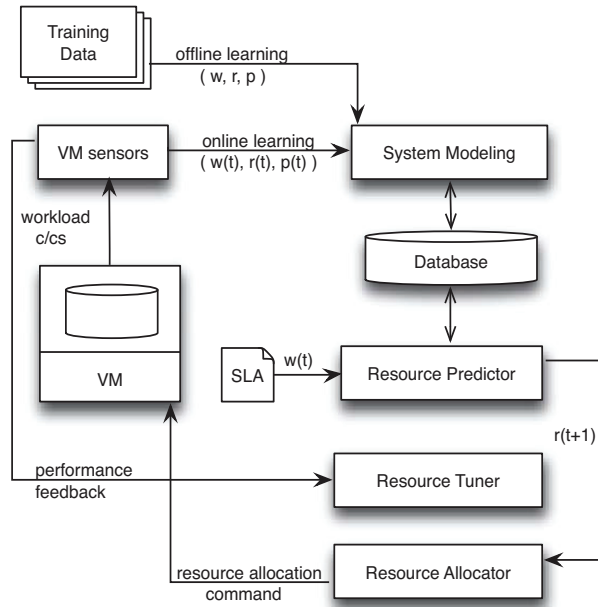 Training
Data
offline learning
( w, r, p )
VM sensors
online learning
( w(t), r(t), p(t) )
System Modeling
workload
c/cs
Database
VM
SLA
w(t)
Resource Predictor
r(t+1)
performance
feedback
Resource Tuner
resource allocation
command
Resource Allocator